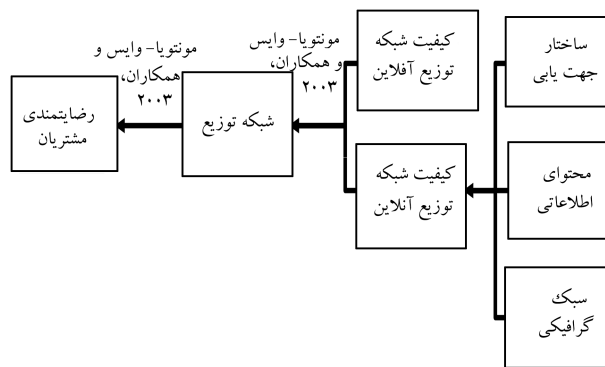 ساختار
جهت یابی
محتوای
اطلاعاتی
سبک
گرافیکی
کیفیت شبکه
توزیع آفلاین
کیفیت شبکه
توزیع آنلاین
مونتویا- وایس
و همکاران،
۲۰۰۳
شبکه توزیع
مونتویا- وایس و
همکاران،
۲۰۰۳
رضایتمندی
مشتریان